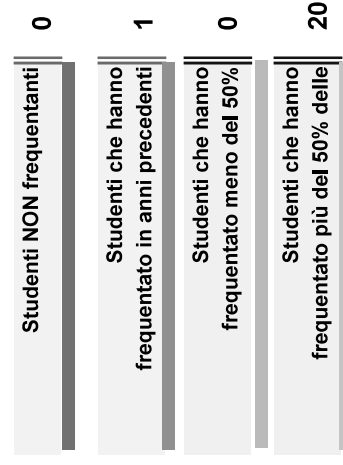 Studenti NON frequentanti
0
Studenti che hanno
frequentato in anni precedenti
1
Studenti che hanno
frequentato meno del 50%
0
Studenti che hanno
frequentato più del 50% delle
20